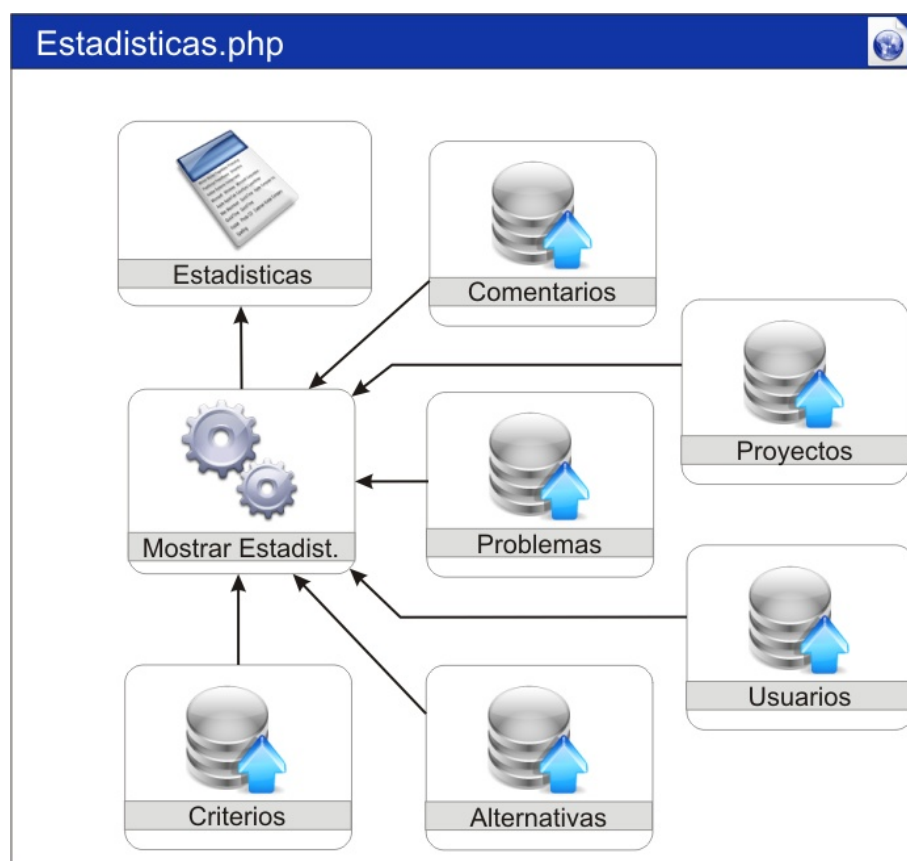 Estadisticas.php
Estadisticas
Comentarios
Proyectos
Mostrar Estadist.
Problemas
Usuarios
Criterios
Alternativas